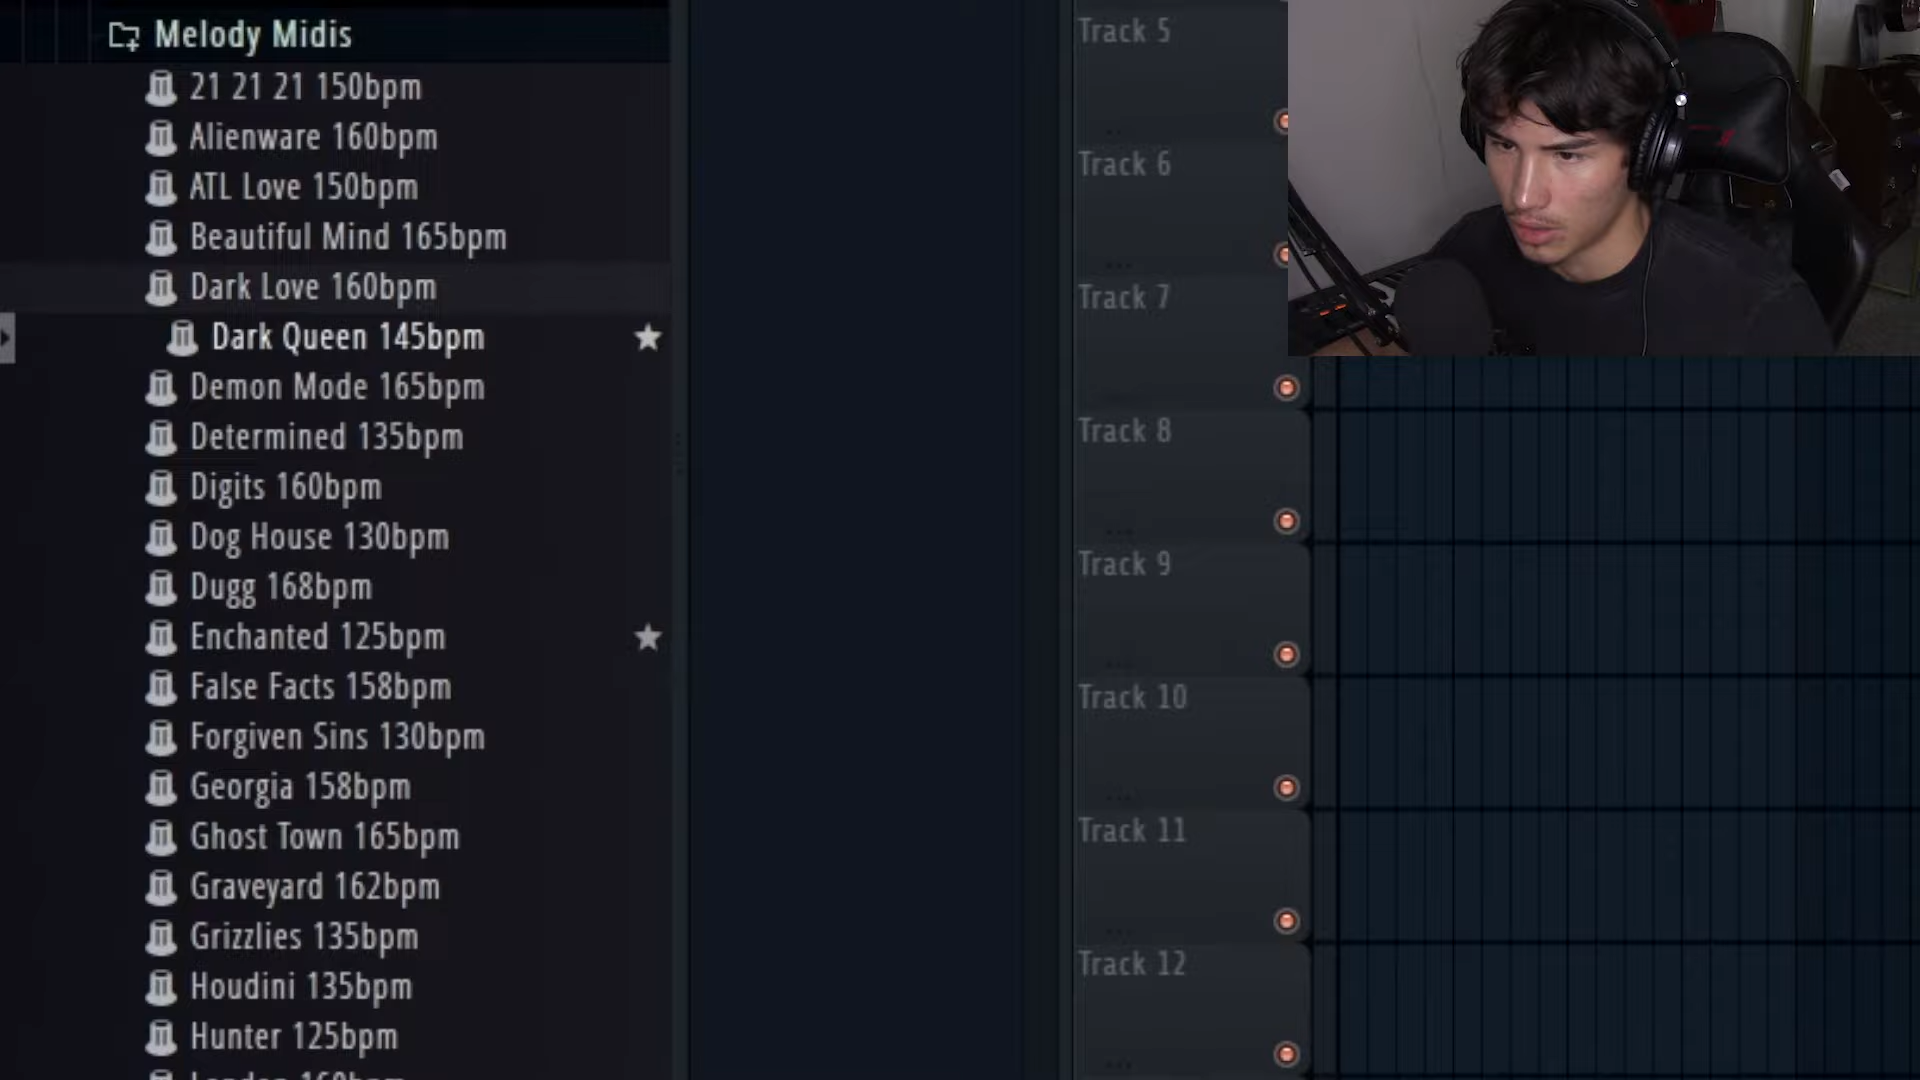 Melody Midis
21 21 21 150bpm
Alienware 160bpm
ATL Love 150bpm
Beautiful Mind 165bpm
Dark Love 160bpm
Dark Queen 145bpm
Demon Mode 165bpm
Determined 135bpm
Digits 160bpm
Dog House 130bpm
Dugg 168bpm
Enchanted 125bpm
False Facts 158bpm
Forgiven Sins 130bpm
Georgia 158bpm
Ghost Town 165bpm
Graveyard 162bpm
Grizzlies 135bpm
Houdini 135bpm
Hunter 125bpm
Track 5
Track 6
Track 7
Track 8
Track 9
Track 10
Track 11
Track 12